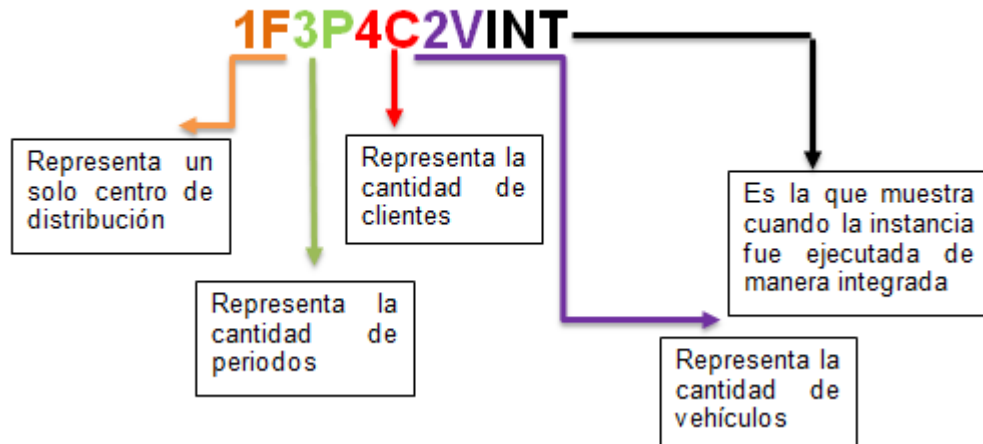 1F3P4C2VINT
Representa un
solo centro de
distribución
Representa la
cantidad de
clientes
Es la que muestra
cuando la instancia
fue ejecutada de
manera integrada
Representa la
cantidad de
periodos
Representa la
cantidad de
vehículos